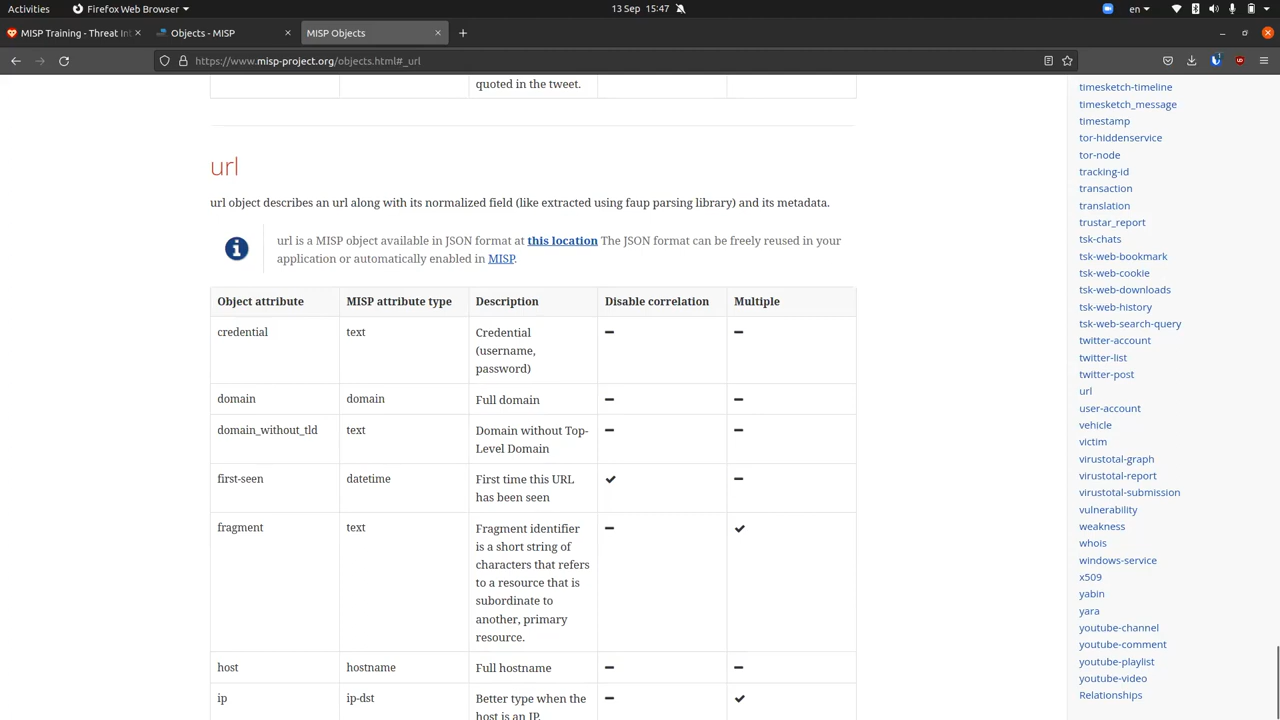 Activities
Firefox Web Browser
13 Sep 15:47
en
MISP Training - Threat Int
Objects - MISP
MISP Objects
https://www.misp-project.org/objects.html#_url
quoted in the tweet.
url
url object describes an url along with its normalized field (like extracted using faup parsing library) and its metadata.
url is a MISP object available in JSON format at this location The JSON format can be freely reused in your
application or automatically enabled in MISP.
Object attribute MISP attribute type Description Disable correlation Multiple
credential text Credential
(username,
password)
domain domain Full domain
domain_without_tld text Domain without Top-
Level Domain
first-seen datetime First time this URL
has been seen
fragment text Fragment identifier
is a short string of
characters that refers
to a resource that is
subordinate to
another, primary
resource.
host hostname Full hostname
ip ip-dst Better type when the
host is an IP.
timesketch-timeline
timesketch_message
timestamp
tor-hiddenservice
tor-node
tracking-id
transaction
translation
trustar_report
tsk-chats
tsk-web-bookmark
tsk-web-cookie
tsk-web-downloads
tsk-web-history
tsk-web-search-query
twitter-account
twitter-list
twitter-post
url
user-account
vehicle
victim
virustotal-graph
virustotal-report
virustotal-submission
vulnerability
weakness
whois
windows-service
x509
yabin
yara
youtube-channel
youtube-comment
youtube-playlist
youtube-video
Relationships